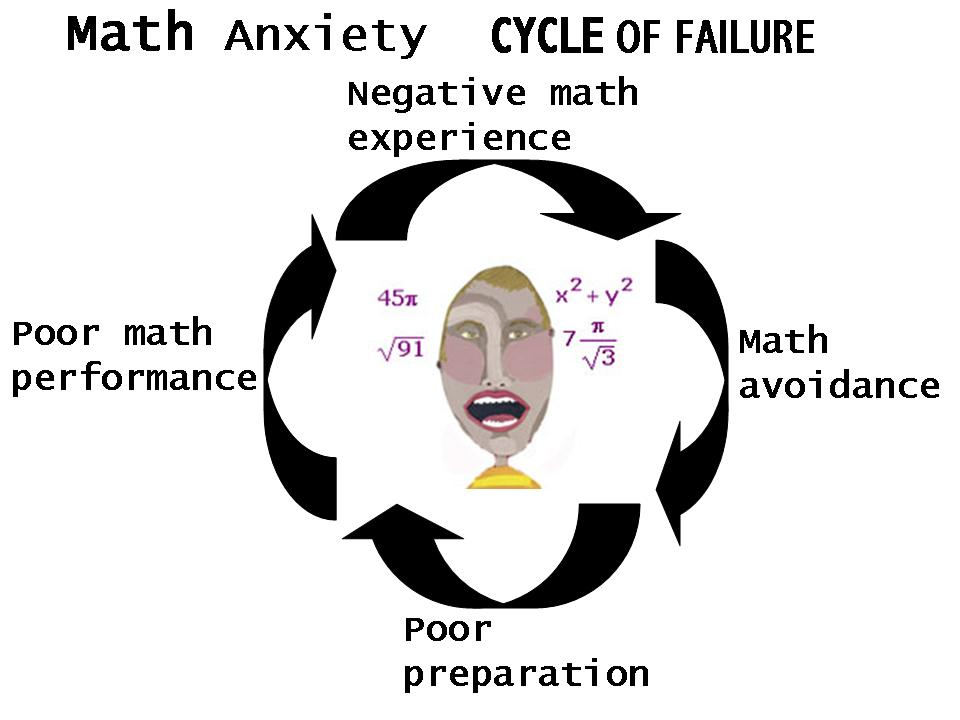 Math Anxiety CYCLE OF FAILURE
Negative math
experience
45π
x² + y²
√91
7 π/√3
Poor math
performance
Math
avoidance
Poor
preparation